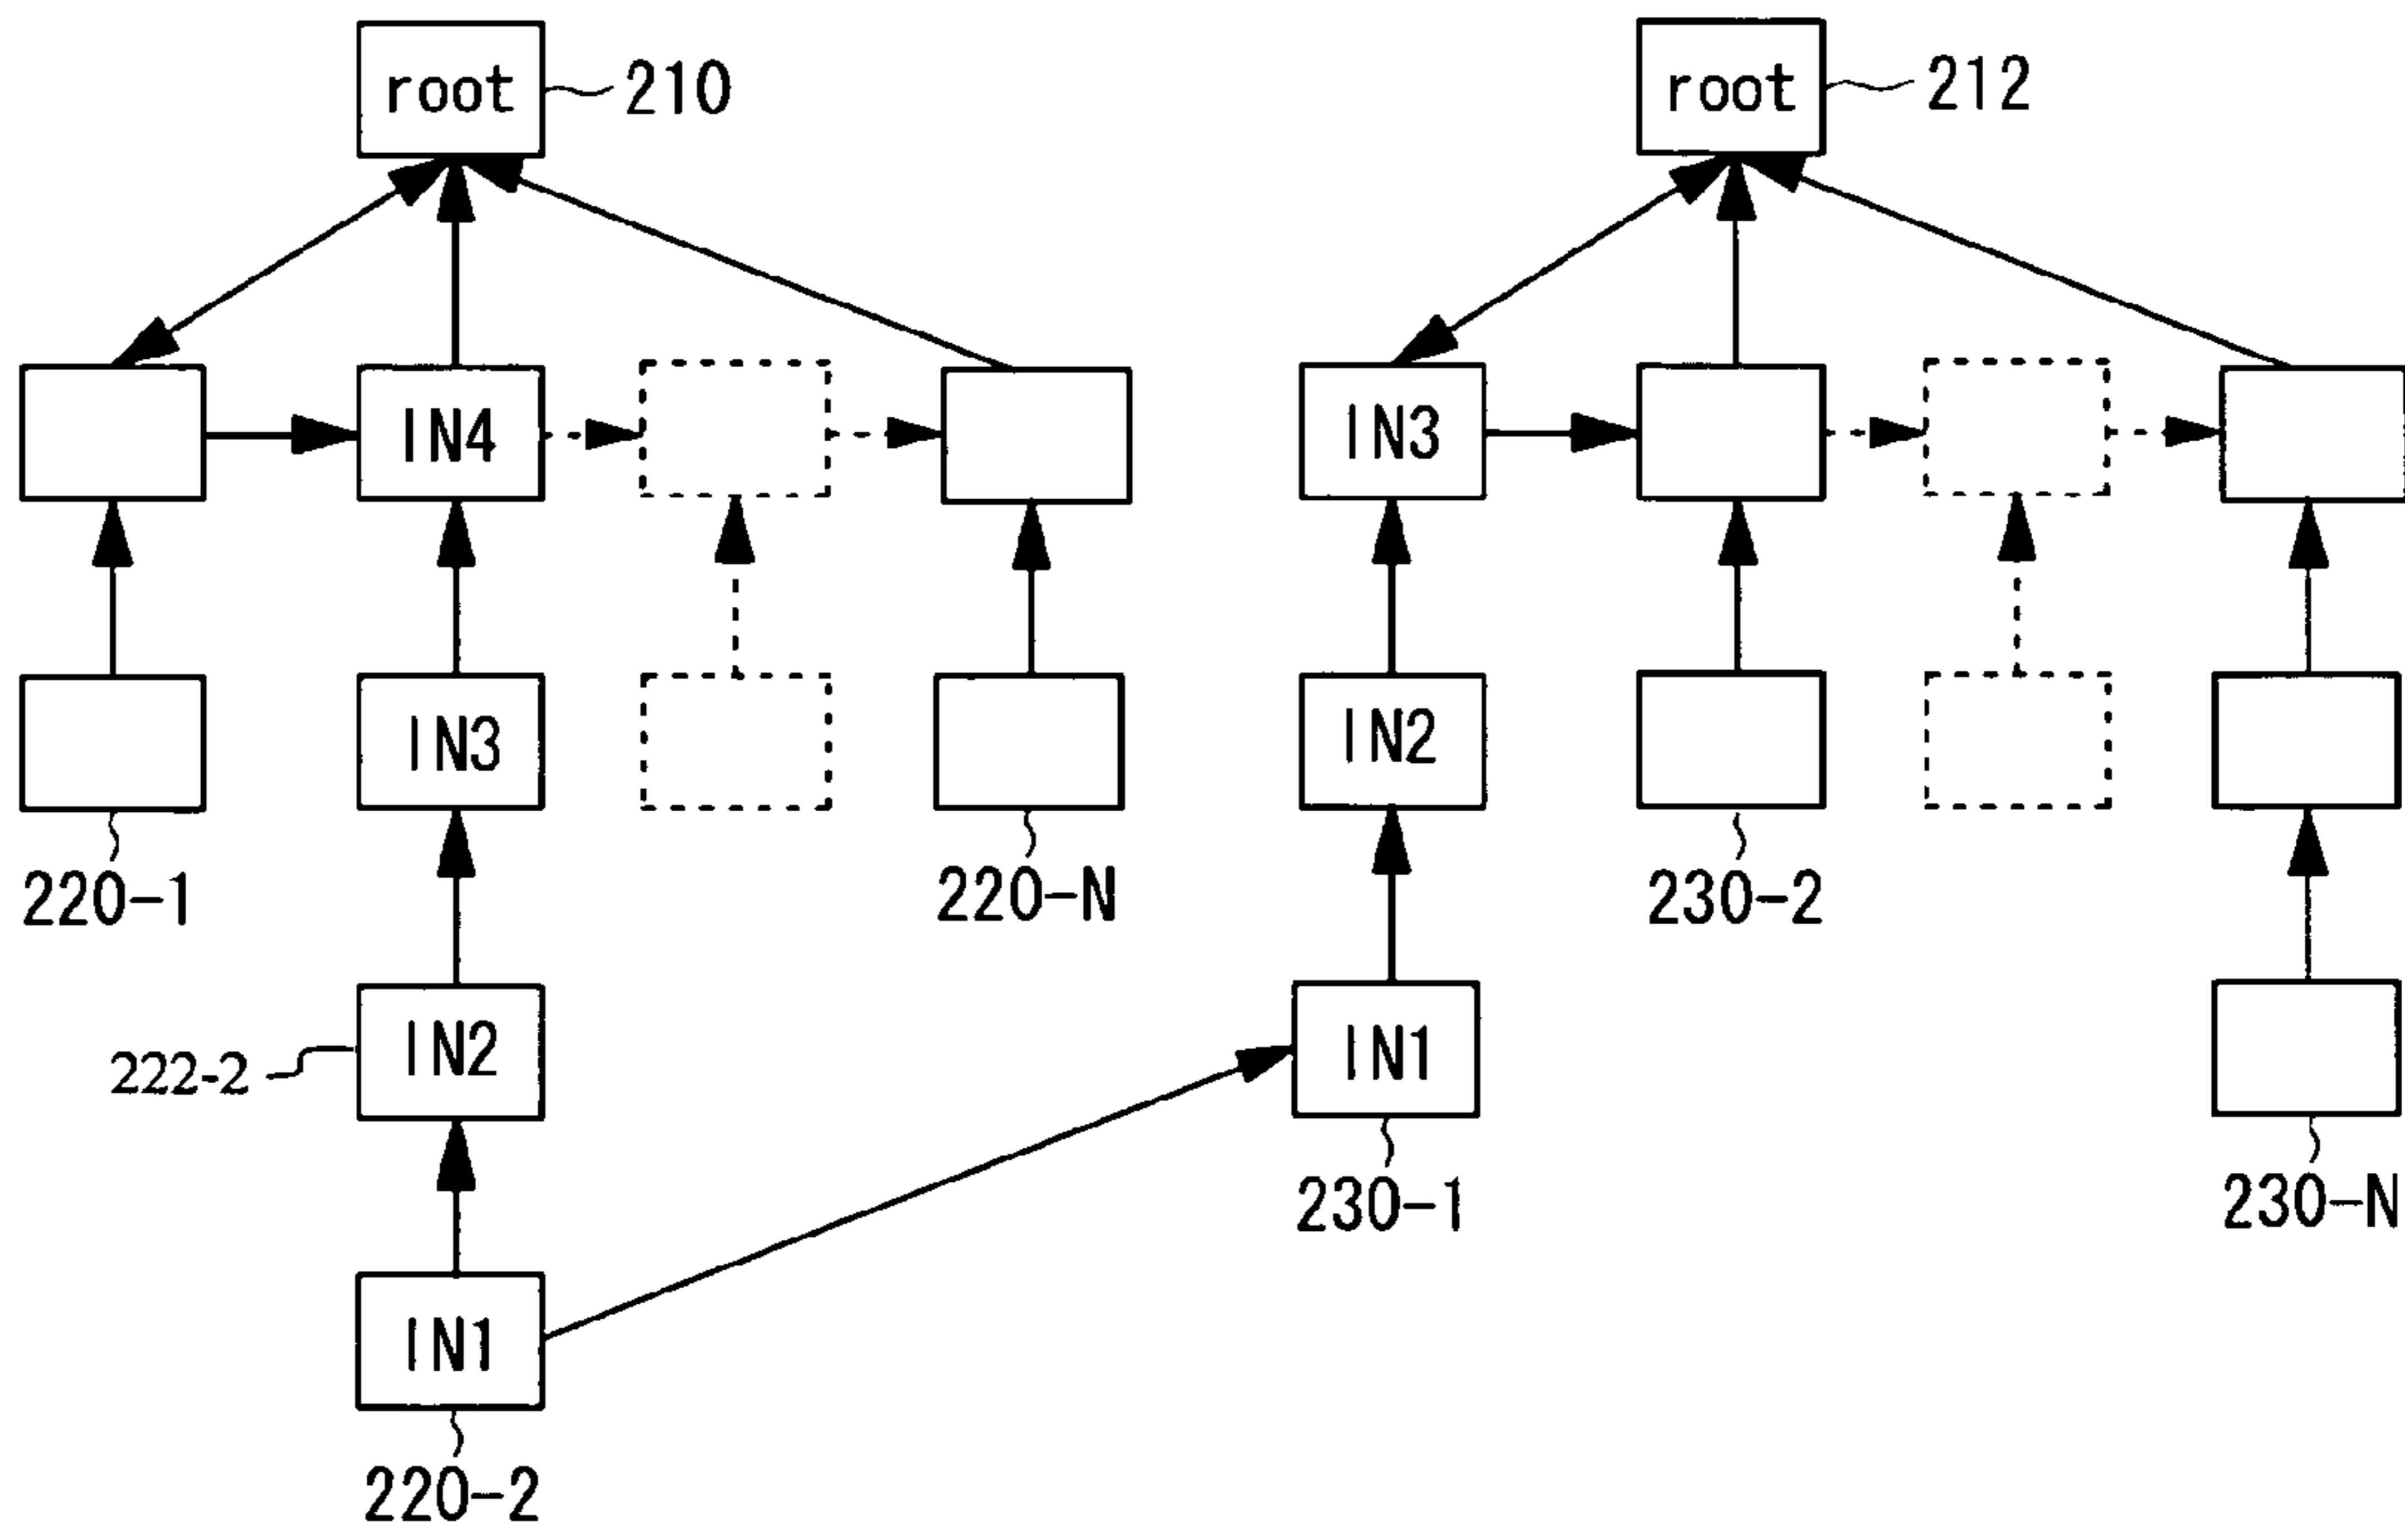 root 210 root 212
IN4 IN3
IN3 IN2
220-1 220-N 230-2
222-2 IN2 IN1
230-1 230-N
IN1
220-2